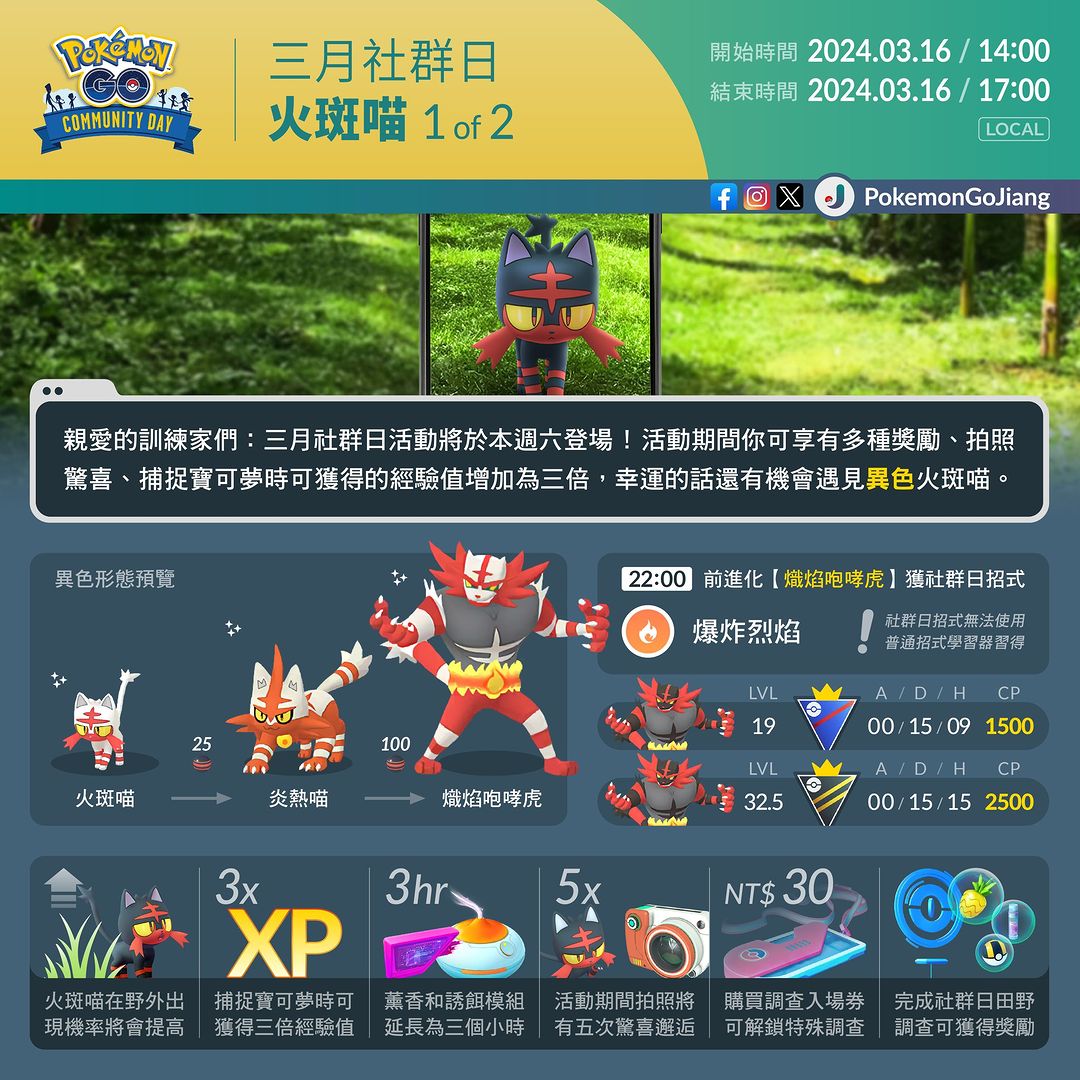 POKéMON
GO
COMMUNITY DAY
三月社群日
火斑喵 1 of 2
開始時間 2024.03.16 / 14:00
結束時間 2024.03.16 / 17:00
LOCAL
PokemonGoJiang
親愛的訓練家們：三月社群日活動將於本週六登場！活動期間你可享有多種獎勵、拍照
驚喜、捕捉寶可夢時可獲得的經驗值增加為三倍，幸運的話還有機會遇見異色火斑喵。
異色形態預覽
25
100
火斑喵
炎熱喵
熾焰咆哮虎
22:00 前進化【熾焰咆哮虎】獲社群日招式
爆炸烈焰
! 社群日招式無法使用
普通招式學習器習得
LVL A / D / H CP
19 00 / 15 / 09 1500
LVL A / D / H CP
32.5 00 / 15 / 15 2500
火斑喵在野外出
現機率將會提高
3x
XP
捕捉寶可夢時可
獲得三倍經驗值
3hr
薰香和誘餌模組
延長為三個小時
5x
活動期間拍照將
有五次驚喜邂逅
NT$ 30
購買調查入場券
可解鎖特殊調查
完成社群日田野
調查可獲得獎勵